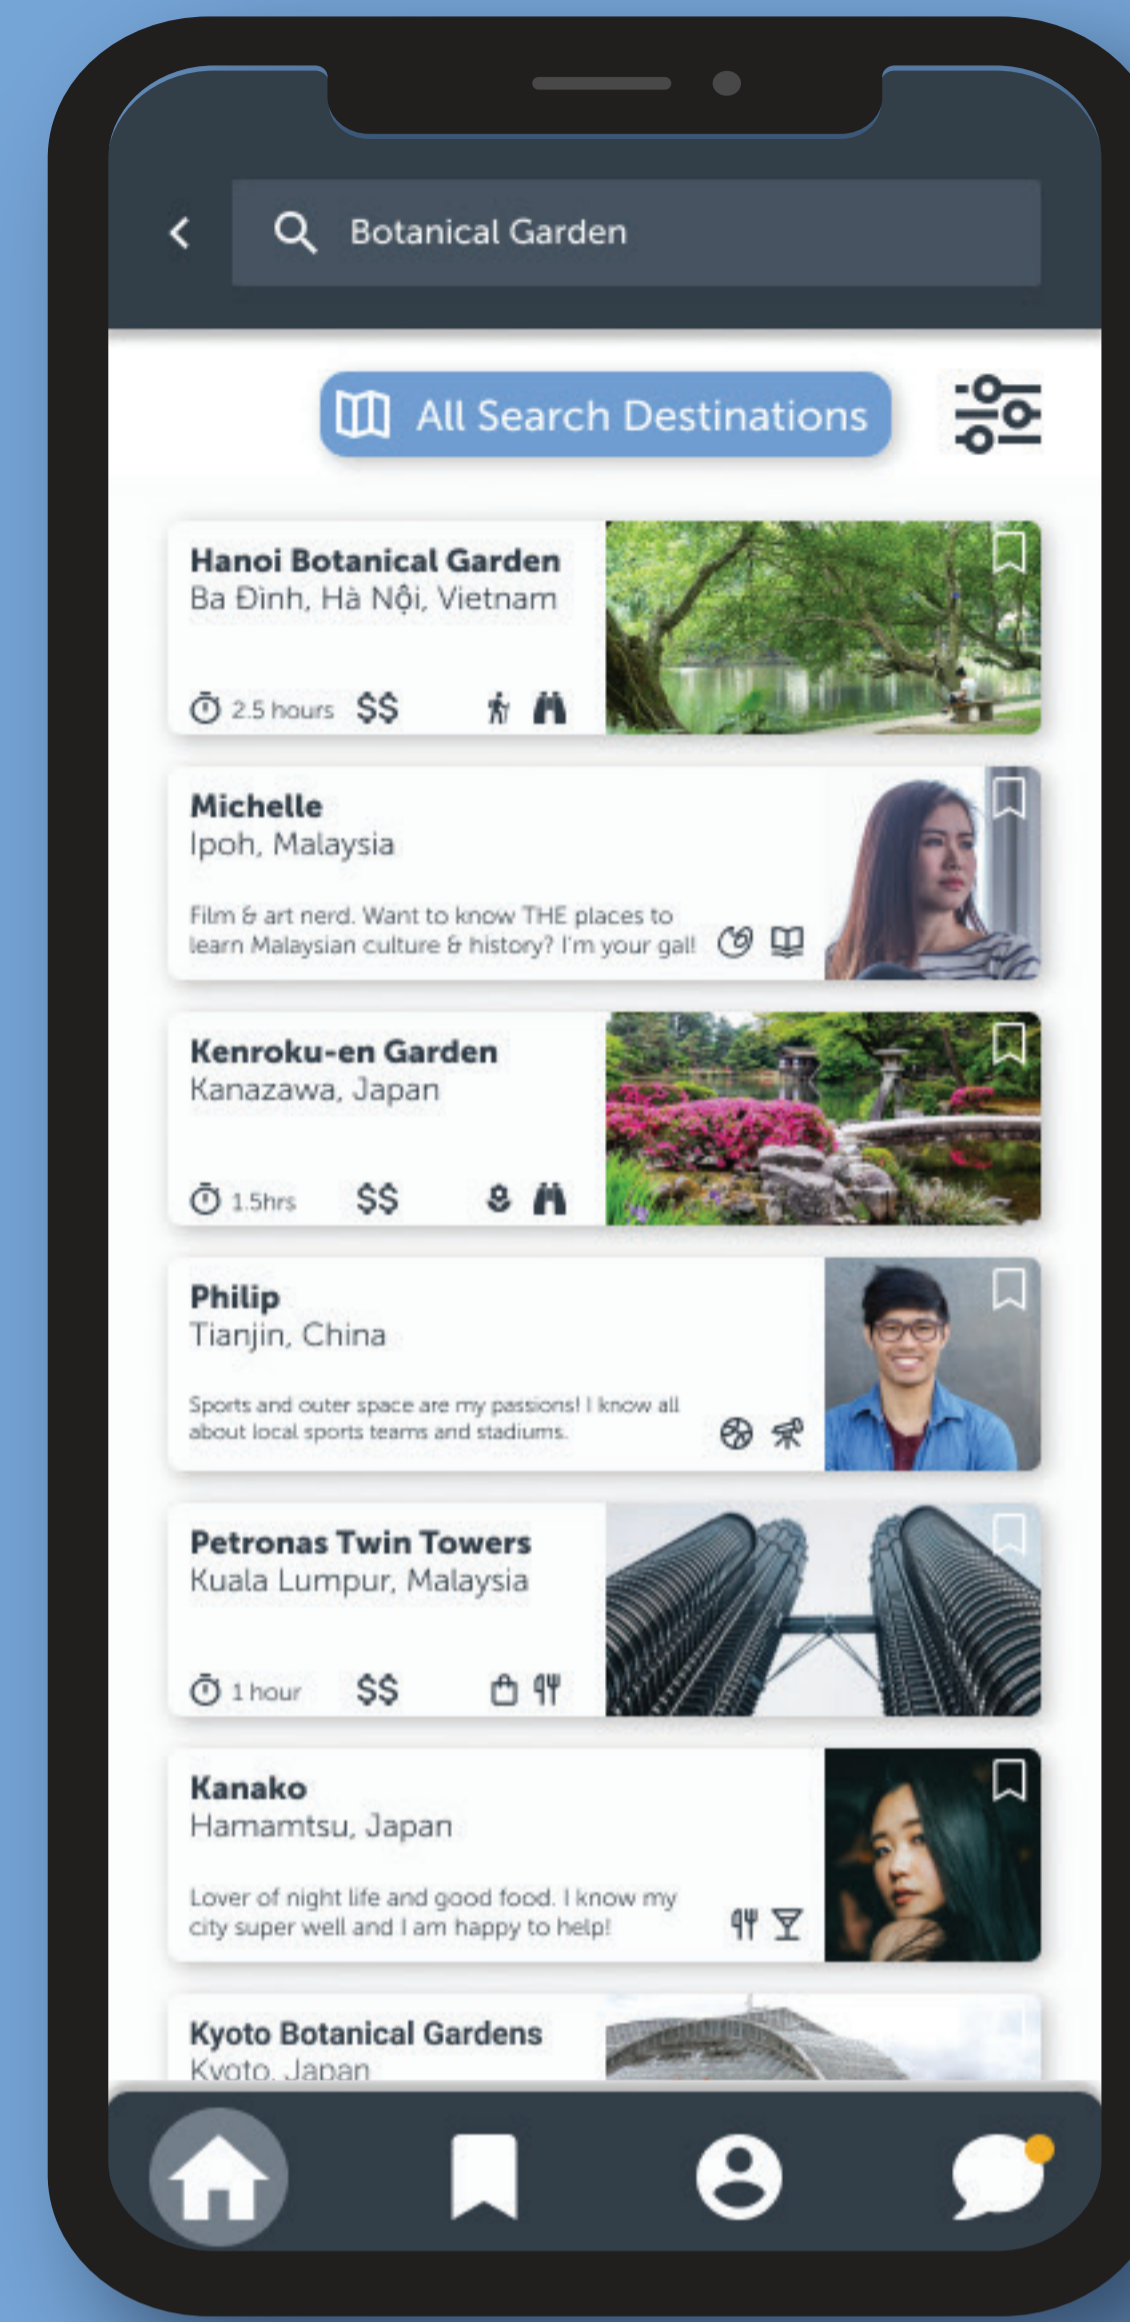 Botanical Garden
All Search Destinations
Hanoi Botanical Garden
Ba Đình, Hà Nội, Vietnam
2.5 hours $$
Michelle
Ipoh, Malaysia
Film & art nerd. Want to know THE places to
learn Malaysian culture & history? I'm your gal!
Kenroku-en Garden
Kanazawa, Japan
1.5hrs $$
Philip
Tianjin, China
Sports and outer space are my passions! I know all
about local sports teams and stadiums.
Petronas Twin Towers
Kuala Lumpur, Malaysia
1 hour $$
Kanako
Hamamtsu, Japan
Lover of night life and good food. I know my
city super well and I am happy to help!
Kyoto Botanical Gardens
Kyoto, Japan